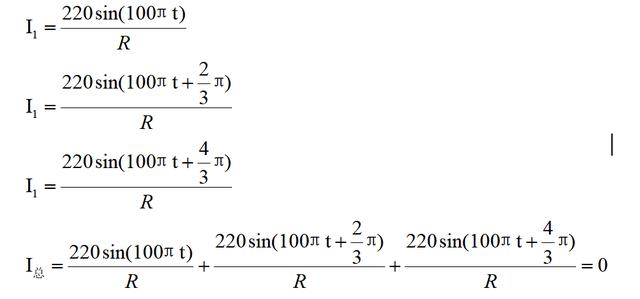 I₁ = 220sin(100π t) / R
I₁ = 220sin(100π t + 2/3 π) / R
I₁ = 220sin(100π t + 4/3 π) / R
I总 = 220sin(100π t) / R + 220sin(100π t + 2/3 π) / R + 220sin(100π t + 4/3 π) / R = 0